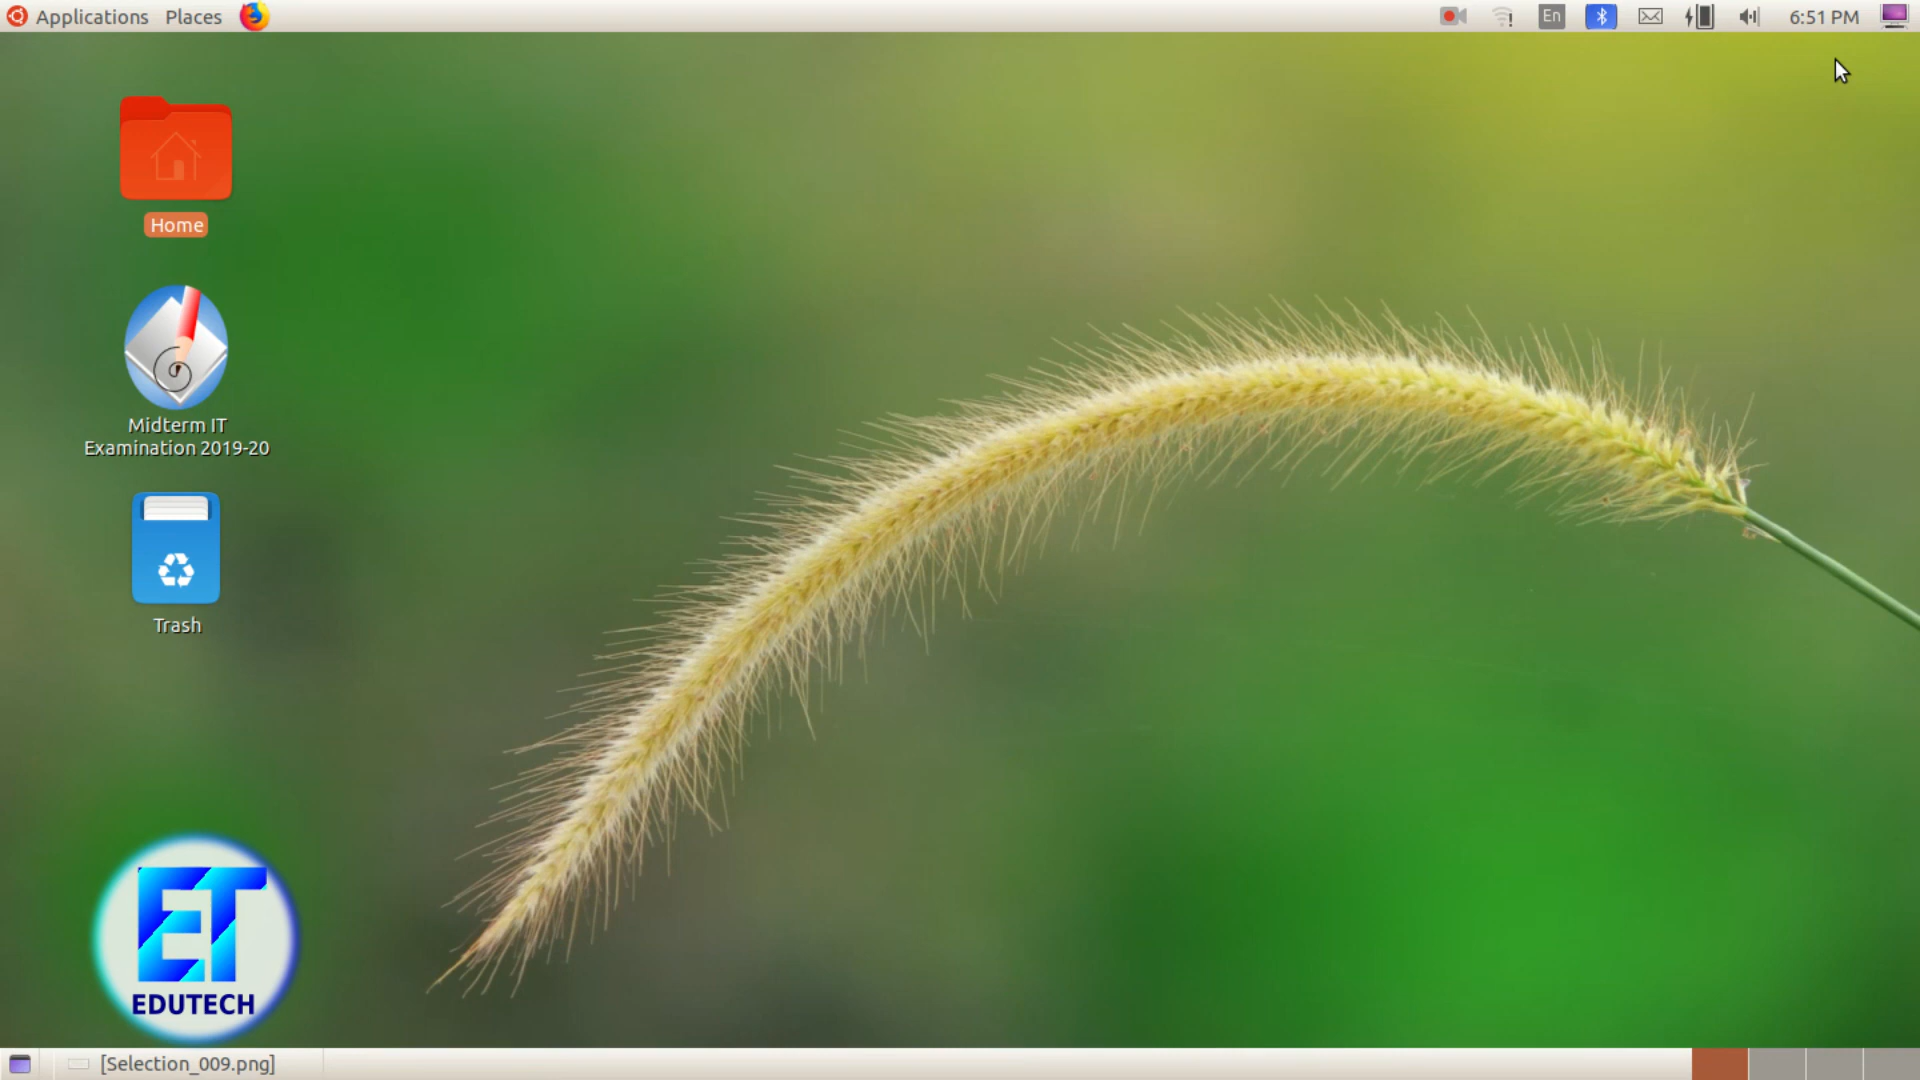 Applications Places
En
6:51 PM
Home
Midterm IT
Examination 2019-20
Trash
ET
EDUTECH
[Selection_009.png]